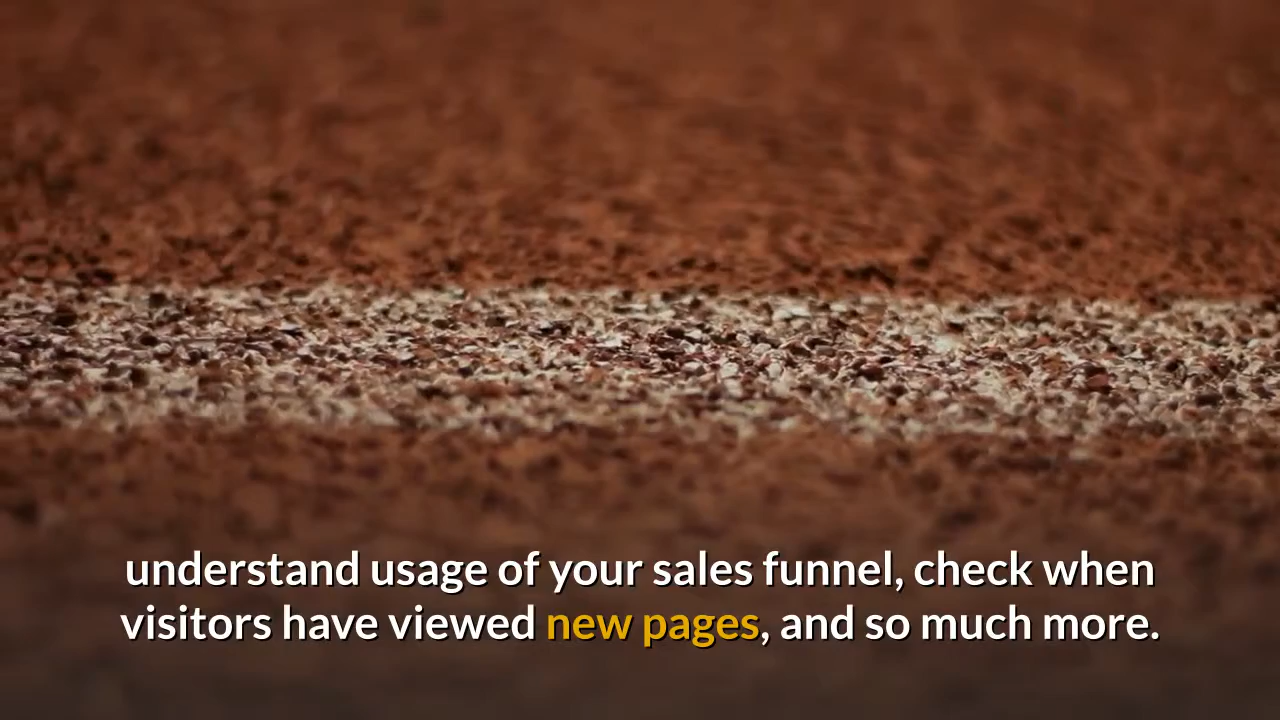 understand usage of your sales funnel, check when
visitors have viewed new pages, and so much more.